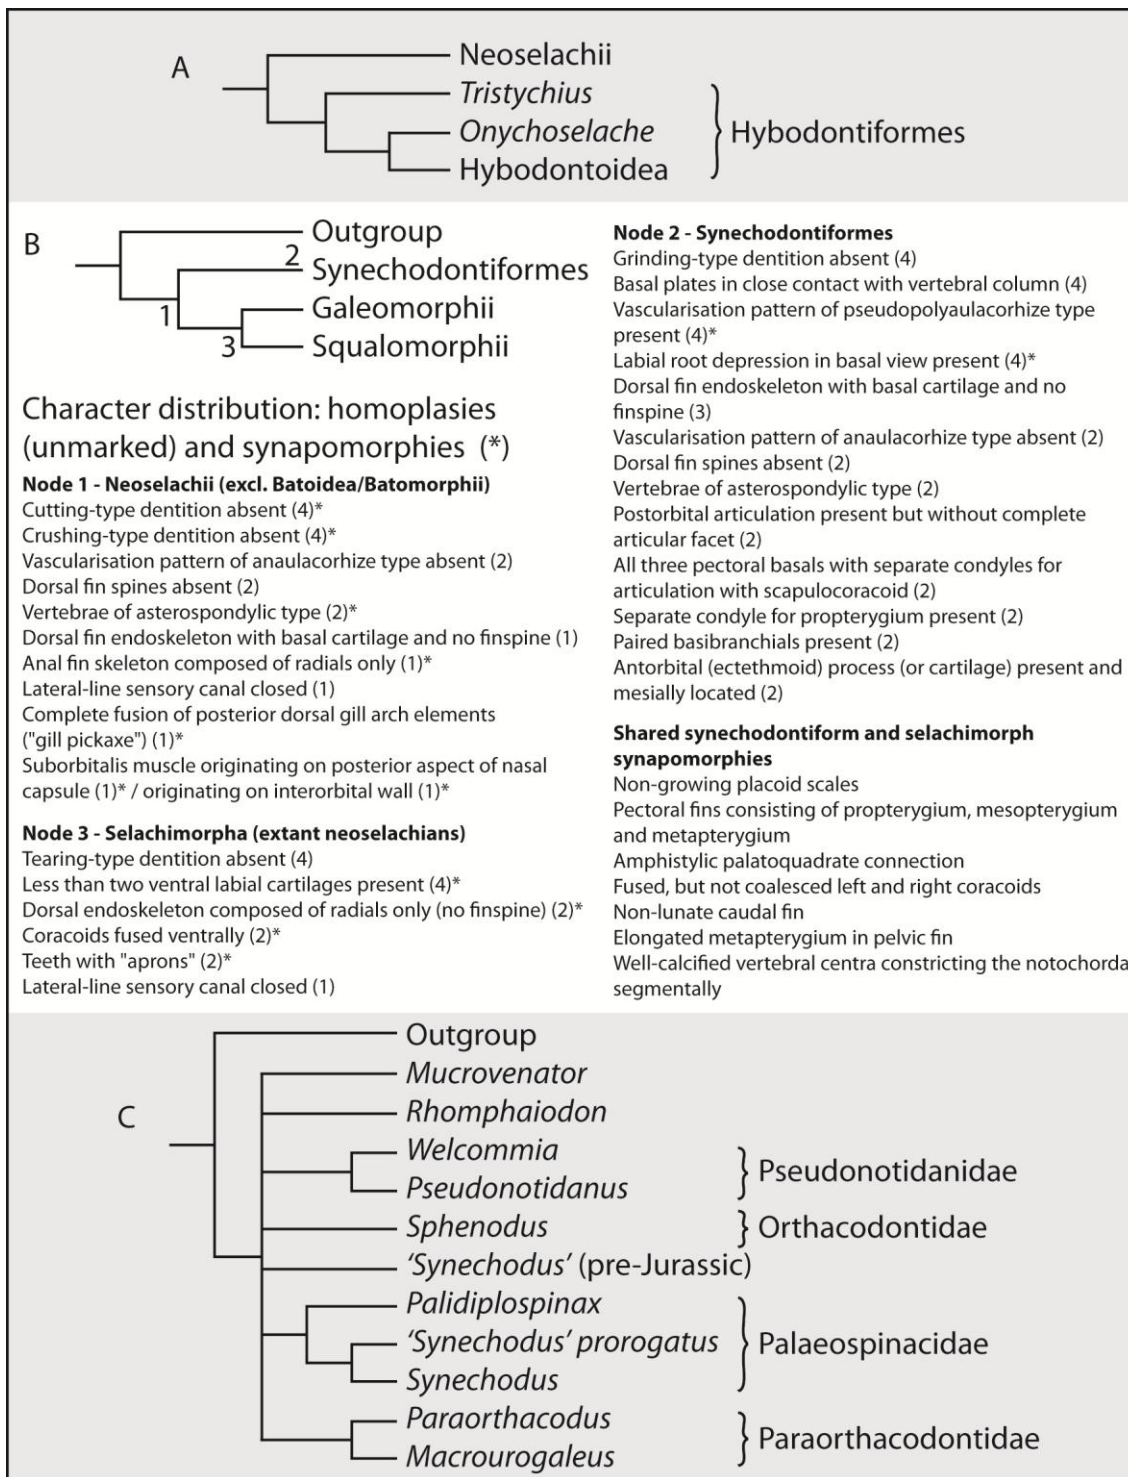 A
Neoselachii
Tristychius
Onychoselache
Hybodontoidea
Hybodontiformes
B
Outgroup
2
Synechodontiformes
Galeomorphii
1
3
Squalomorphii
Character distribution: homoplasies
(unmarked) and synapomorphies (*)
Node 1 - Neoselachii (excl. Batoidea/Batomorphii)
Cutting-type dentition absent (4)*
Crushing-type dentition absent (4)*
Vascularisation pattern of anaulacorhize type absent (2)
Dorsal fin spines absent (2)
Vertebrae of asterospondylic type (2)*
Dorsal fin endoskeleton with basal cartilage and no finspine (1)
Anal fin skeleton composed of radials only (1)*
Lateral-line sensory canal closed (1)
Complete fusion of posterior dorsal gill arch elements
("gill pickaxe") (1)*
Suborbitalis muscle originating on posterior aspect of nasal
capsule (1)* / originating on interorbital wall (1)*
Node 3 - Selachimorpha (extant neoselachians)
Tearing-type dentition absent (4)
Less than two ventral labial cartilages present (4)*
Dorsal endoskeleton composed of radials only (no finspine) (2)*
Coracoids fused ventrally (2)*
Teeth with "aprons" (2)*
Lateral-line sensory canal closed (1)
Node 2 - Synechodontiformes
Grinding-type dentition absent (4)
Basal plates in close contact with vertebral column (4)
Vascularisation pattern of pseudopolyaulacorhize type
present (4)*
Labial root depression in basal view present (4)*
Dorsal fin endoskeleton with basal cartilage and no
finspine (3)
Vascularisation pattern of anaulacorhize type absent (2)
Dorsal fin spines absent (2)
Vertebrae of asterospondylic type (2)
Postorbital articulation present but without complete
articular facet (2)
All three pectoral basals with separate condyles for
articulation with scapulocoracoid (2)
Separate condyle for propterygium present (2)
Paired basibranchials present (2)
Antorbital (ectethmoid) process (or cartilage) present and
mesially located (2)
Shared synechodontiform and selachimorph
synapomorphies
Non-growing placoid scales
Pectoral fins consisting of propterygium, mesopterygium
and metapterygium
Amphistylic palatoquadrate connection
Fused, but not coalesced left and right coracoids
Non-lunate caudal fin
Elongated metapterygium in pelvic fin
Well-calcified vertebral centra constricting the notochorda
segmentally
C
Outgroup
Mucrovenator
Rhomphaiodon
Welcommia
Pseudonotidanus
Pseudonotidanidae
Sphenodus
Orthacodontidae
'Synechodus' (pre-Jurassic)
Palidiplospinax
'Synechodus' prorogatus
Synechodus
Palaeospinacidae
Paraorthacodus
Macrourogaleus
Paraorthacodontidae